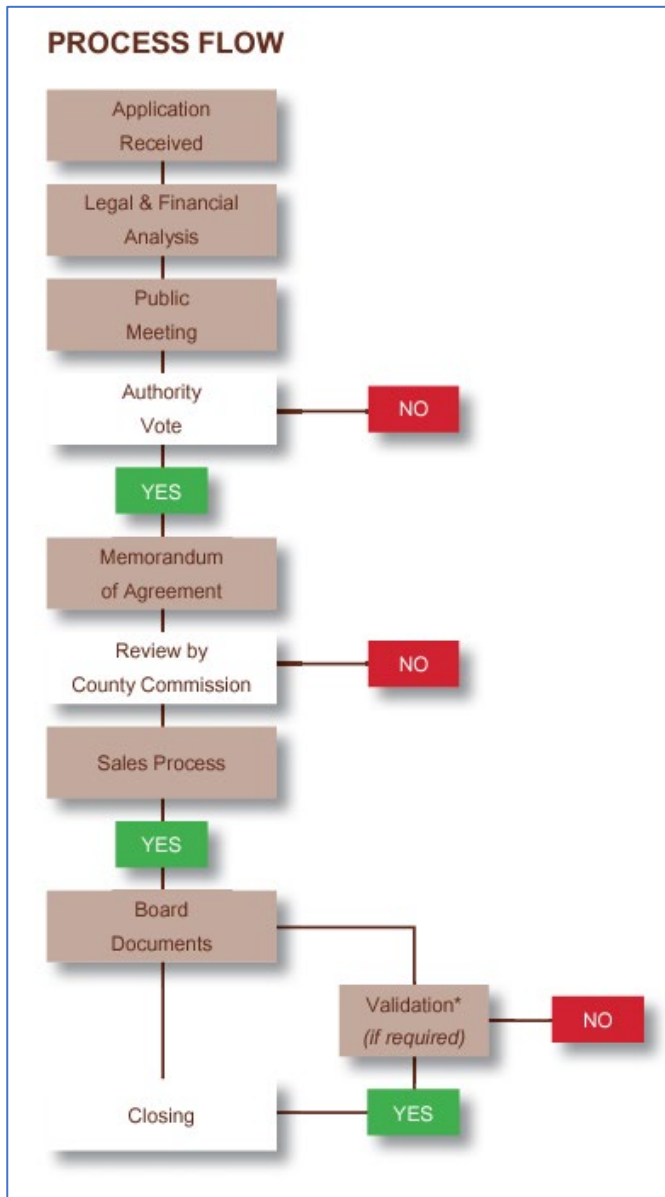 PROCESS FLOW
Application
Received
Legal & Financial
Analysis
Public
Meeting
Authority
Vote
NO
YES
Memorandum
of Agreement
Review by
County Commission
NO
Sales Process
YES
Board
Documents
Validation*
(if required)
NO
YES
Closing